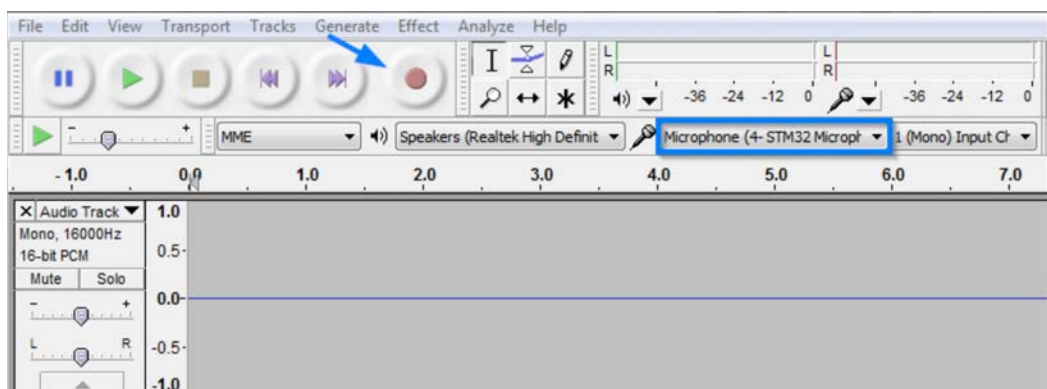 File Edit View Transport Tracks Generate Effect Analyze Help
L
R
-36 -24 -12 0
L
R
-36 -24 -12 0
- +
MME
Speakers (Realtek High Definit
Microphone (4- STM32 Microph
1 (Mono) Input Ch
-1.0 0.0 1.0 2.0 3.0 4.0 5.0 6.0 7.0
X Audio Track
Mono, 16000Hz
16-bit PCM
Mute Solo
- +
L R
1.0
0.5
0.0
-0.5
-1.0